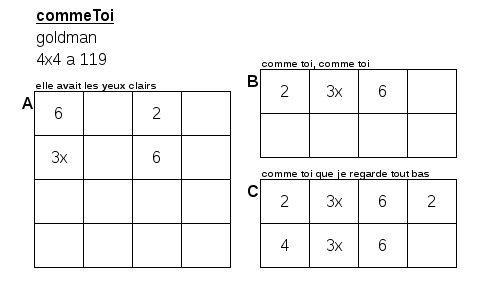 commeToi
goldman
4x4 a 119
elle avait les yeux clairs
A
6 2
3x 6
comme toi, comme toi
B
2 3x 6
comme toi que je regarde tout bas
C
2 3x 6 2
4 3x 6